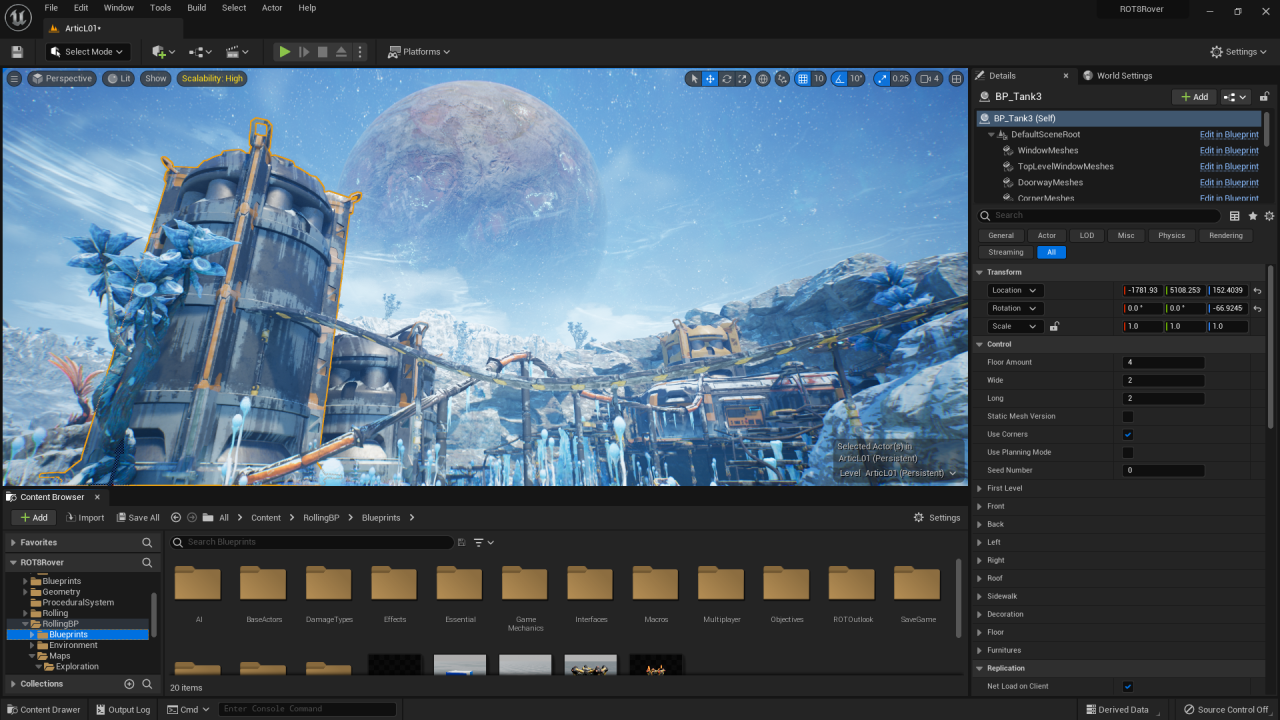 File Edit Window Tools Build Select Actor Help
ROT8Rover
ArticL01*
Select Mode
Platforms
Settings
Perspective Lit Show Scalability: High
10 10° 0.25 4
Selected Actor(s) in
ArticL01 (Persistent)
Level ArticL01 (Persistent)
Details World Settings
BP_Tank3
Add
BP_Tank3 (Self)
DefaultSceneRoot Edit in Blueprint
WindowMeshes Edit in Blueprint
TopLevelWindowMeshes Edit in Blueprint
DoorwayMeshes Edit in Blueprint
CornerMeshes Edit in Blueprint
Search
General Actor LOD Misc Physics Rendering
Streaming All
Transform
Location -1781.93 5108.253 152.4039
Rotation 0.0 ° 0.0 ° -66.9245
Scale 1.0 1.0 1.0
Control
Floor Amount 4
Wide 2
Long 2
Static Mesh Version
Use Corners
Use Planning Mode
Seed Number 0
First Level
Front
Back
Left
Right
Roof
Sidewalk
Decoration
Floor
Furnitures
Replication
Net Load on Client
Content Browser
Add Import Save All All Content RollingBP Blueprints Settings
Favorites
ROT8Rover
Blueprints
Geometry
ProceduralSystem
Rolling
RollingBP
Blueprints
Environment
Maps
Exploration
Collections
Search Blueprints
AI BaseActors DamageTypes Effects Essential Game Mechanics Interfaces Macros Multiplayer Objectives ROTOutlook SaveGame
20 items
Content Drawer Output Log Cmd Enter Console Command Derived Data Source Control Off